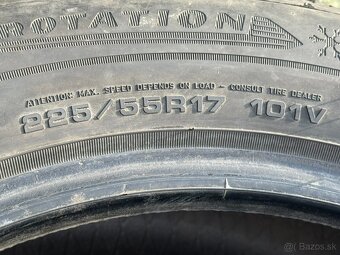 ROTATION
ATTENTION: MAX. SPEED DEPENDS ON LOAD – CONSULT TIRE DEALER
225/55R17 101V
Bazos.sk